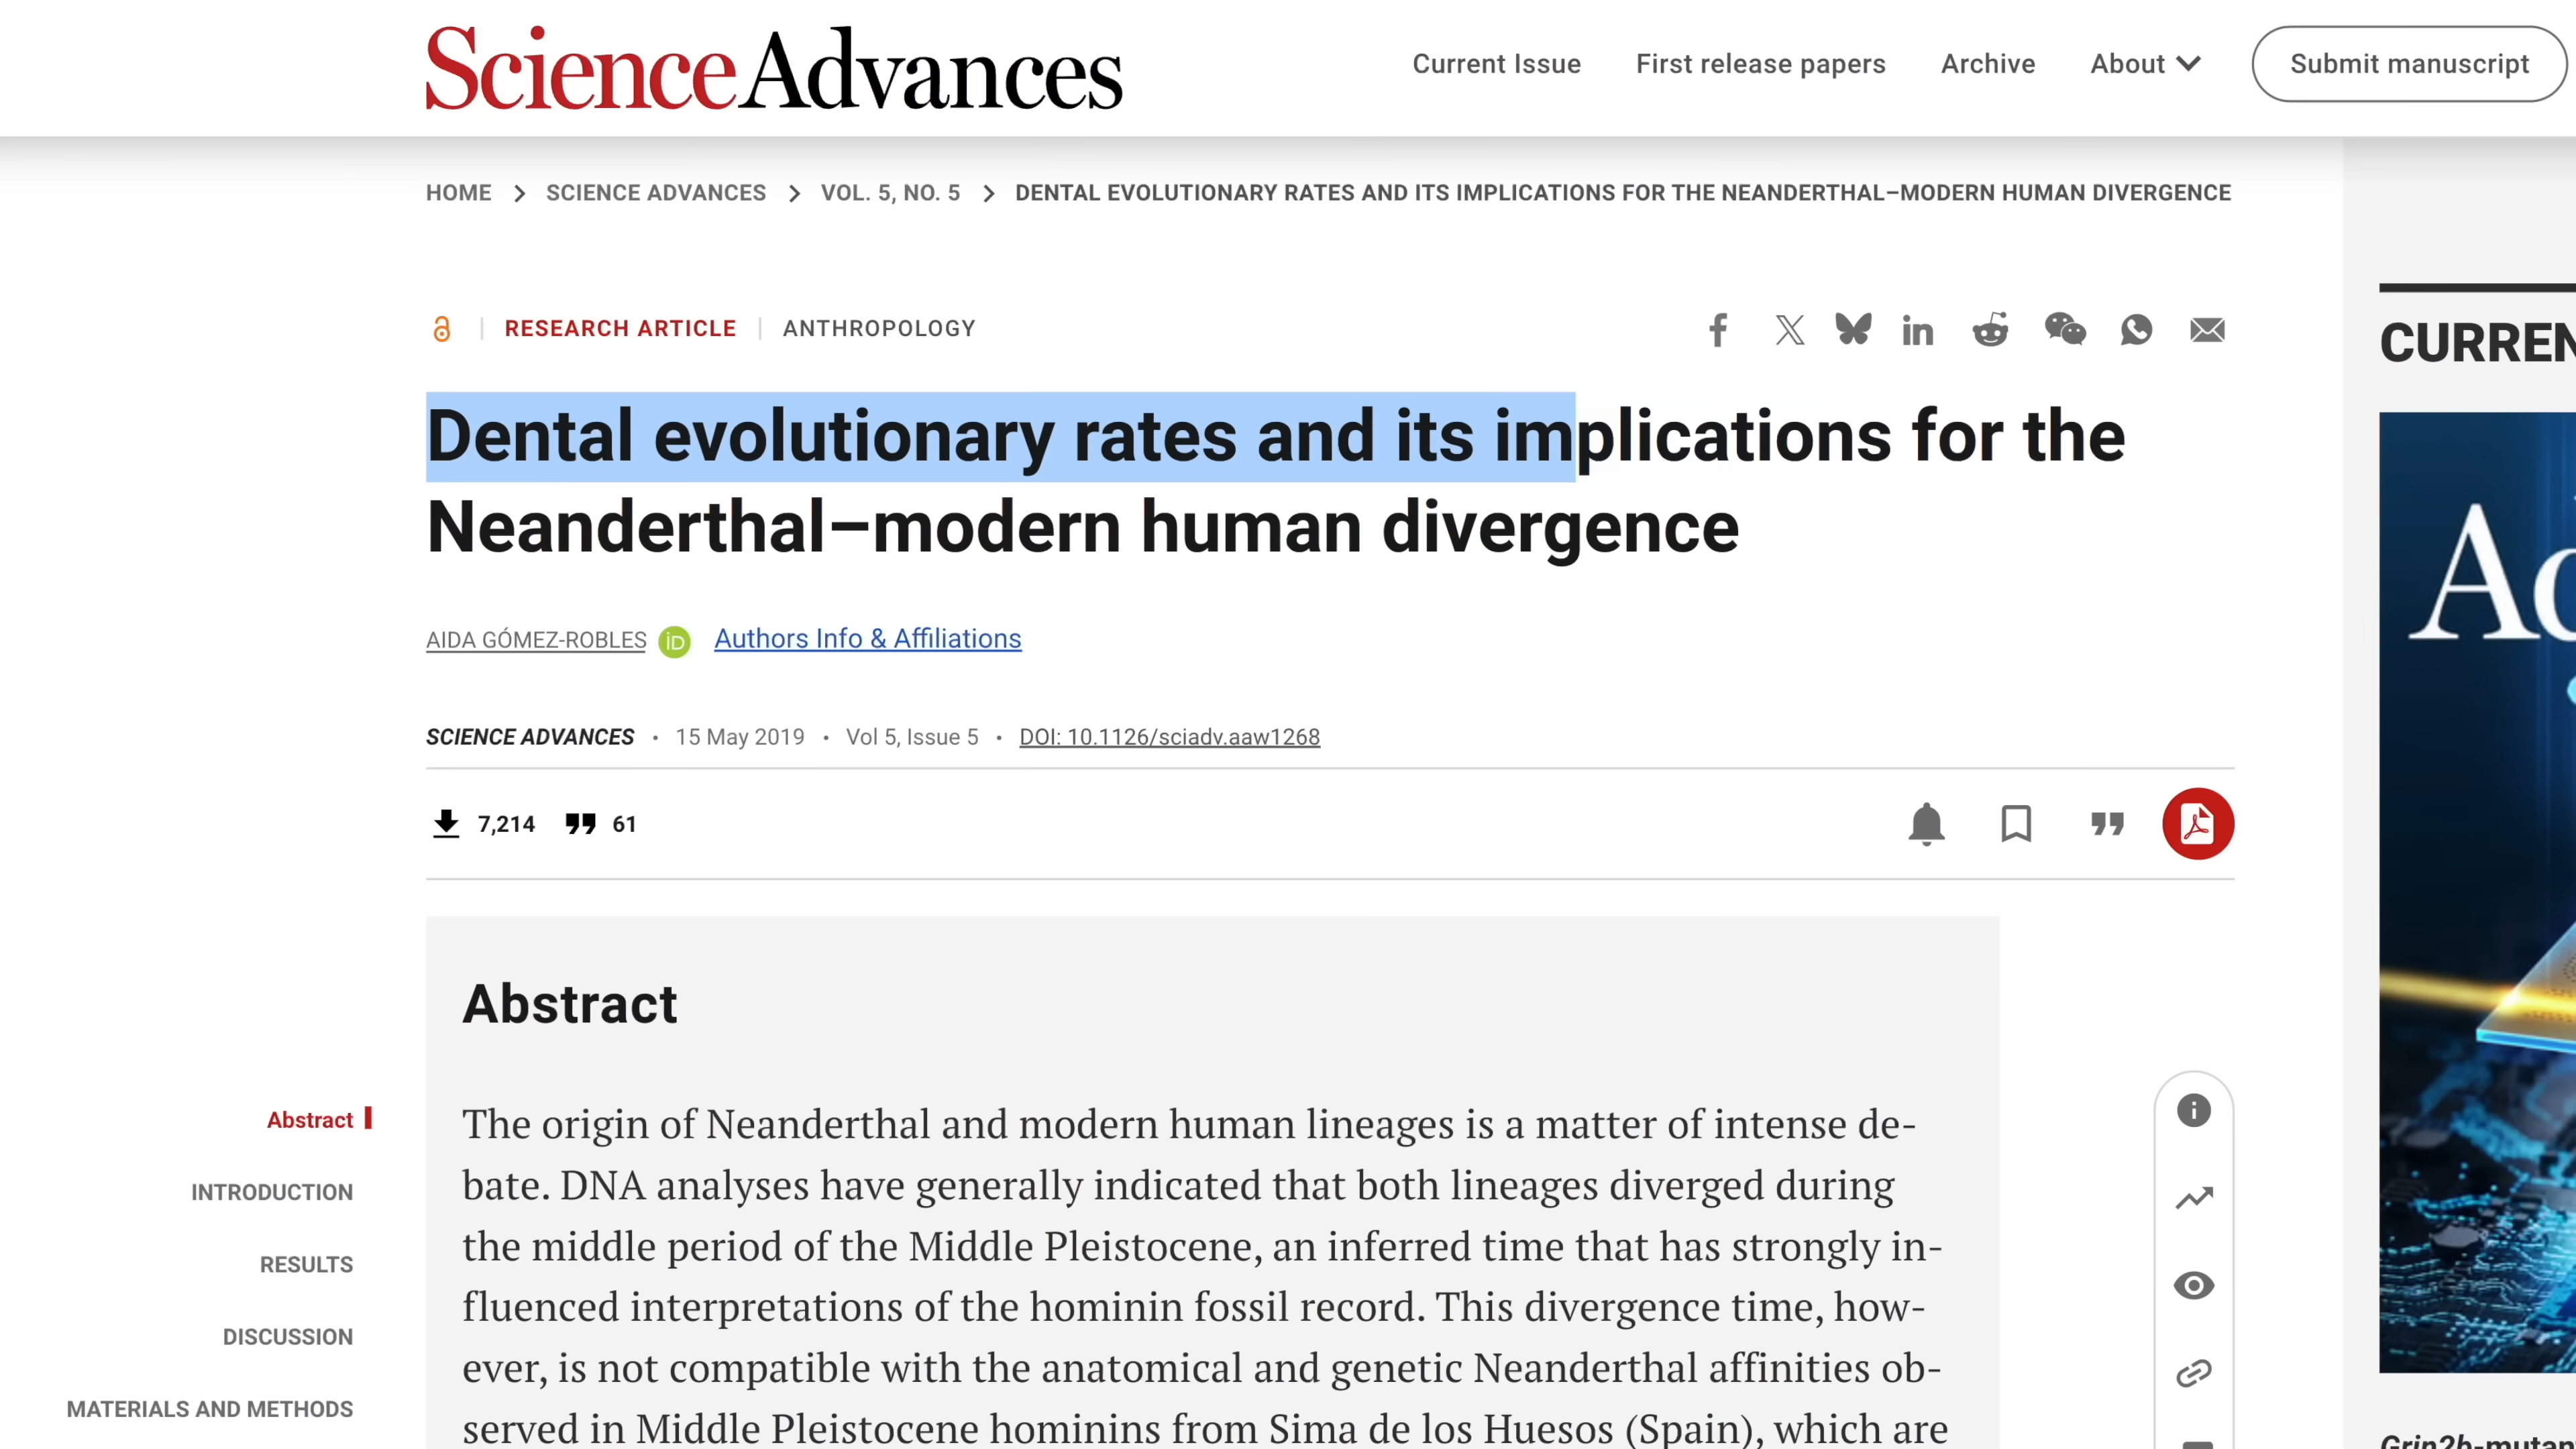 ScienceAdvances
Current Issue First release papers Archive About Submit manuscript
HOME > SCIENCE ADVANCES > VOL. 5, NO. 5 > DENTAL EVOLUTIONARY RATES AND ITS IMPLICATIONS FOR THE NEANDERTHAL–MODERN HUMAN DIVERGENCE
RESEARCH ARTICLE | ANTHROPOLOGY
Dental evolutionary rates and its implications for the
Neanderthal–modern human divergence
AIDA GÓMEZ-ROBLES iD Authors Info & Affiliations
SCIENCE ADVANCES • 15 May 2019 • Vol 5, Issue 5 • DOI: 10.1126/sciadv.aaw1268
7,214 61
Abstract
The origin of Neanderthal and modern human lineages is a matter of intense de-
bate. DNA analyses have generally indicated that both lineages diverged during
the middle period of the Middle Pleistocene, an inferred time that has strongly in-
fluenced interpretations of the hominin fossil record. This divergence time, how-
ever, is not compatible with the anatomical and genetic Neanderthal affinities ob-
served in Middle Pleistocene hominins from Sima de los Huesos (Spain), which are
Abstract
INTRODUCTION
RESULTS
DISCUSSION
MATERIALS AND METHODS
CURREN